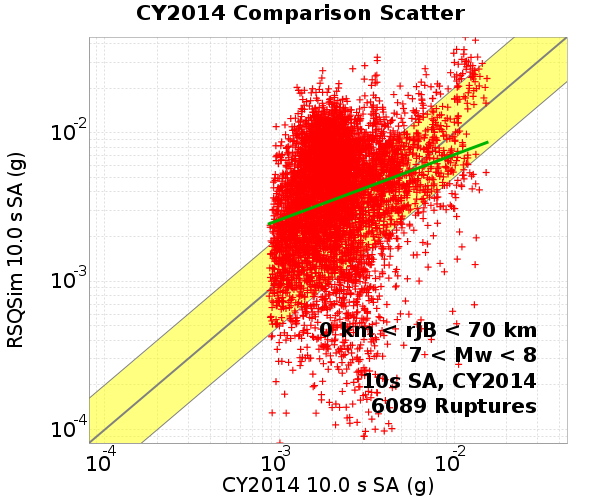 CY2014 Comparison Scatter
RSQSim 10.0 s SA (g)
10⁻²
10⁻³
10⁻⁴
0 km < rJB < 70 km
7 < Mw < 8
10s SA, CY2014
6089 Ruptures
10⁻⁴ 10⁻³ 10⁻²
CY2014 10.0 s SA (g)